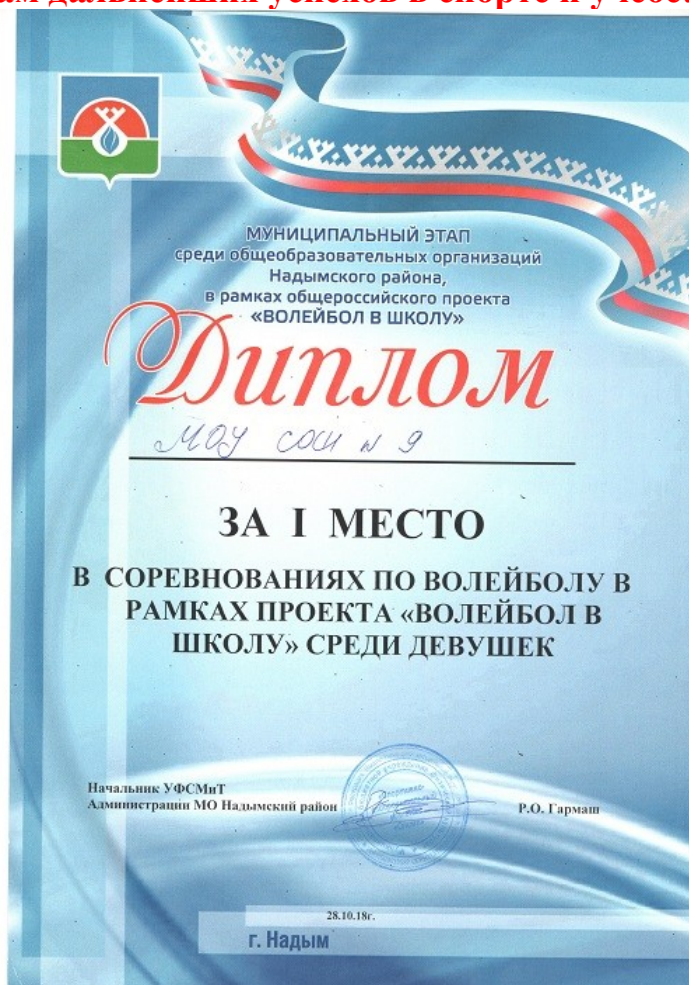 ам дальнейших успехов в спорте и учебе
МУНИЦИПАЛЬНЫЙ ЭТАП
среди общеобразовательных организаций
Надымского района,
в рамках общероссийского проекта
«ВОЛЕЙБОЛ В ШКОЛУ»
Диплом
МОУ СОШ № 9
ЗА I МЕСТО
В СОРЕВНОВАНИЯХ ПО ВОЛЕЙБОЛУ В
РАМКАХ ПРОЕКТА «ВОЛЕЙБОЛ В
ШКОЛУ» СРЕДИ ДЕВУШЕК
Начальник УФСМиТ
Администрации МО Надымский район
Р.О. Гармаш
28.10.18г.
г. Надым